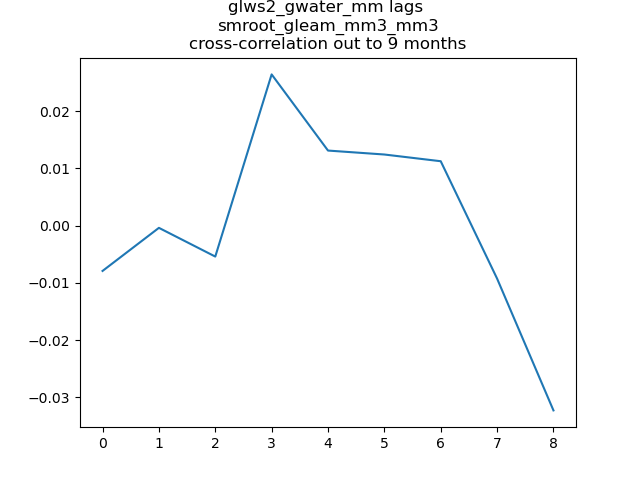 glws2_gwater_mm lags
smroot_gleam_mm3_mm3
cross-correlation out to 9 months
0.02
0.01
0.00
−0.01
−0.02
−0.03
0 1 2 3 4 5 6 7 8